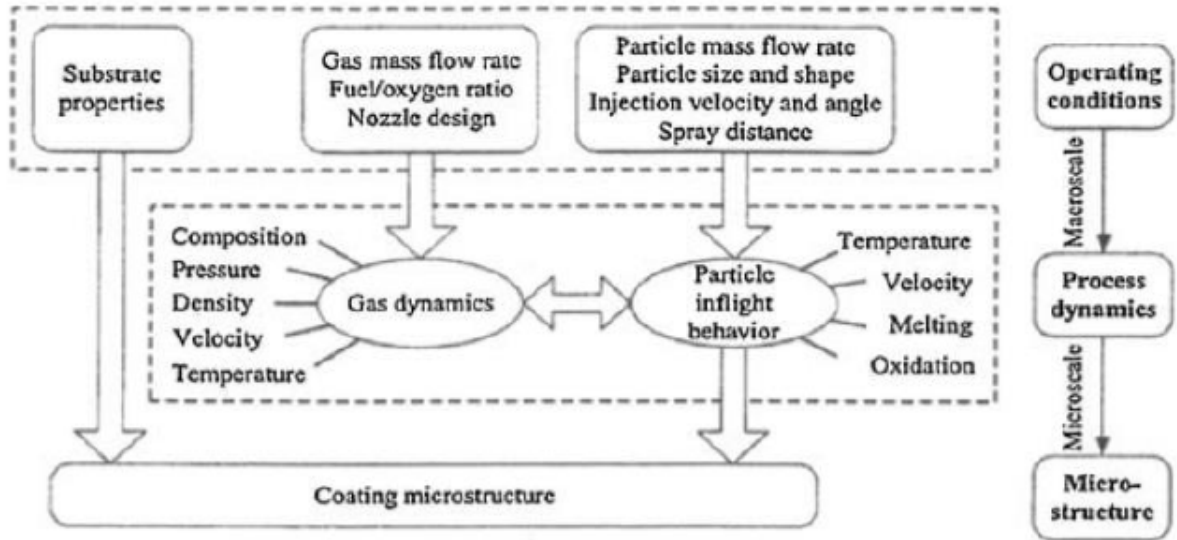 Substrate
properties
Gas mass flow rate
Fuel/oxygen ratio
Nozzle design
Particle mass flow rate
Particle size and shape
Injection velocity and angle
Spray distance
Operating
conditions
Macroscale
Composition
Pressure
Density
Velocity
Temperature
Gas dynamics
Particle
inflight
behavior
Temperature
Velocity
Melting
Oxidation
Process
dynamics
Microscale
Coating microstructure
Micro-
structure